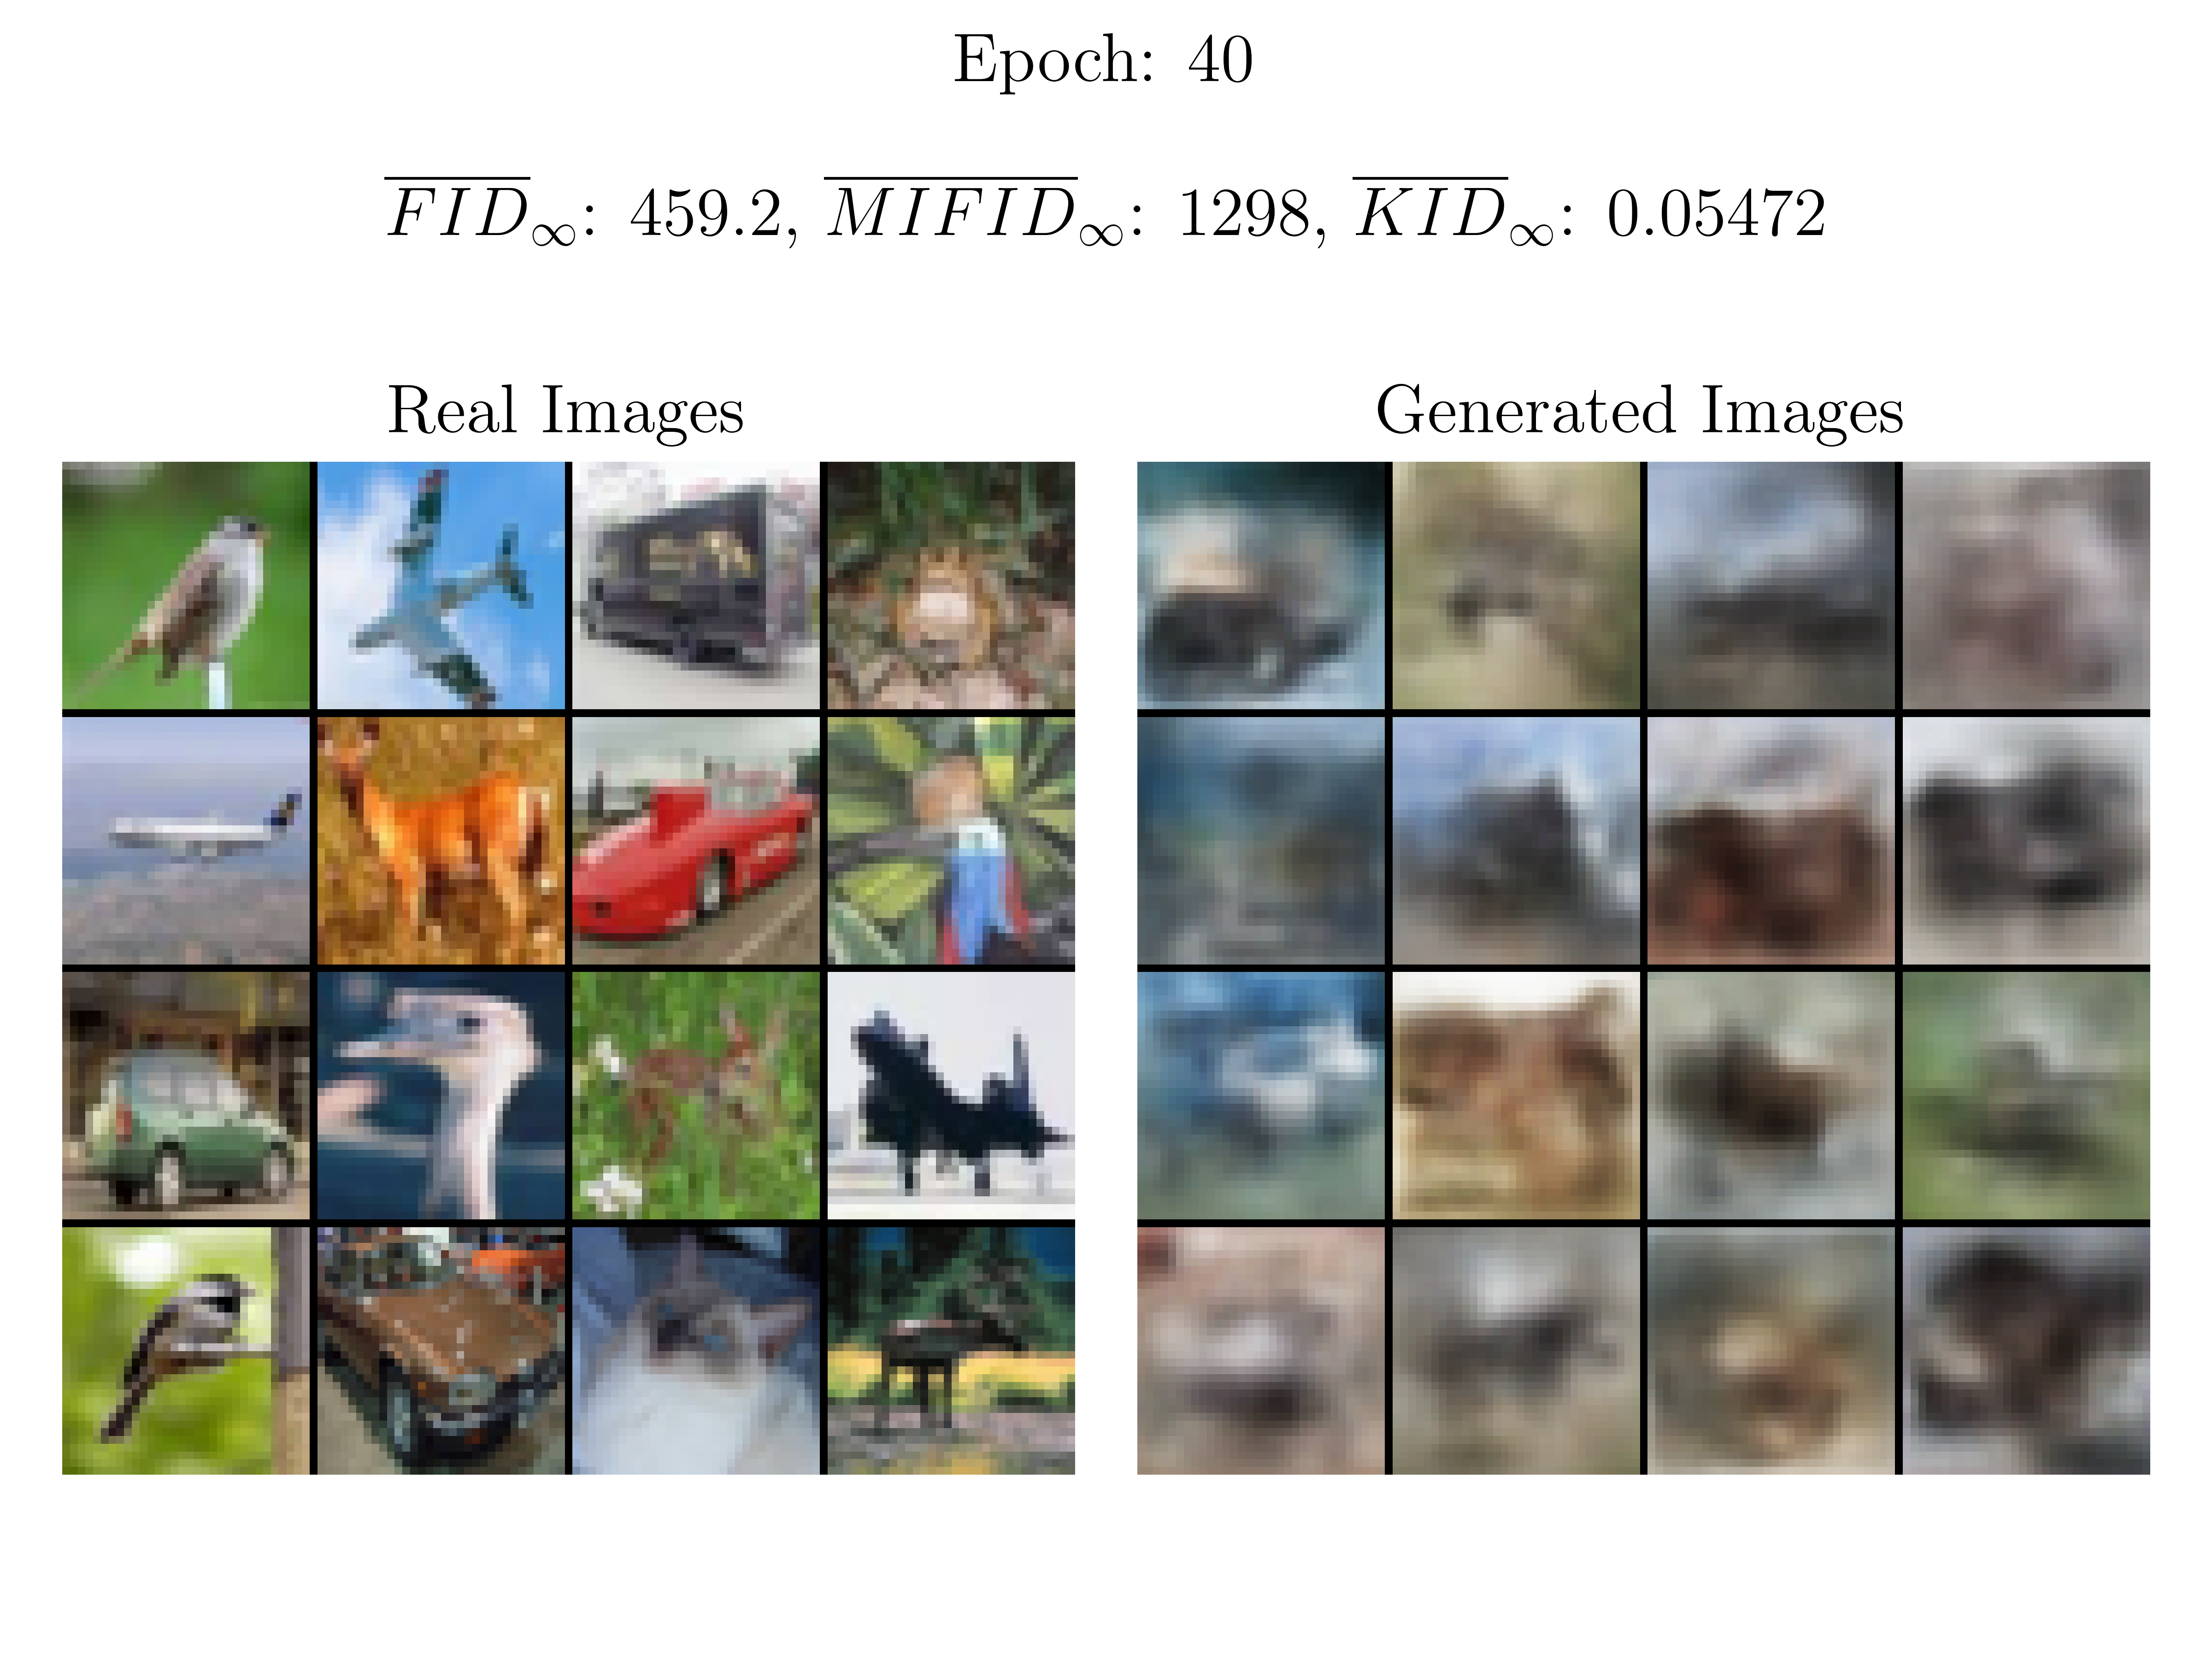 Epoch: 40
FID∞: 459.2, MIFID∞: 1298, KID∞: 0.05472
Real Images
Generated Images